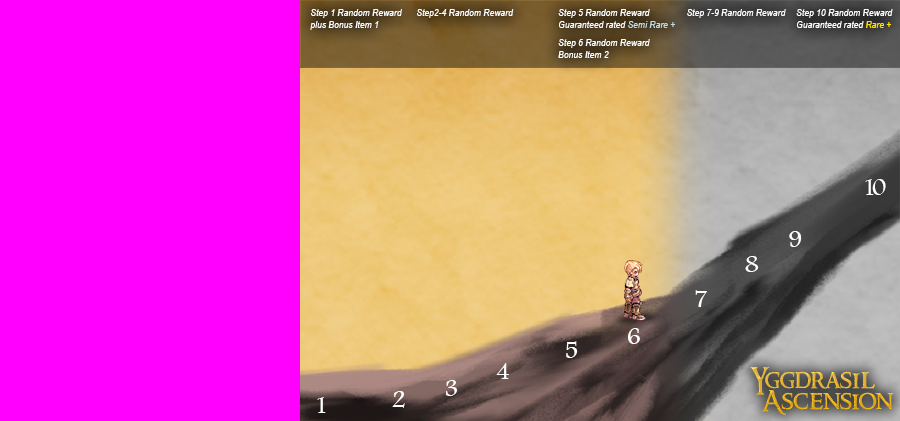 Step 1 Random Reward
plus Bonus Item 1
Step2-4 Random Reward
Step 5 Random Reward
Guaranteed rated Semi Rare +
Step 6 Random Reward
Bonus Item 2
Step 7-9 Random Reward
Step 10 Random Reward
Guaranteed rated Rare +
10
9
8
7
6
5
4
3
2
1
YGGDRASIL
ASCENSION